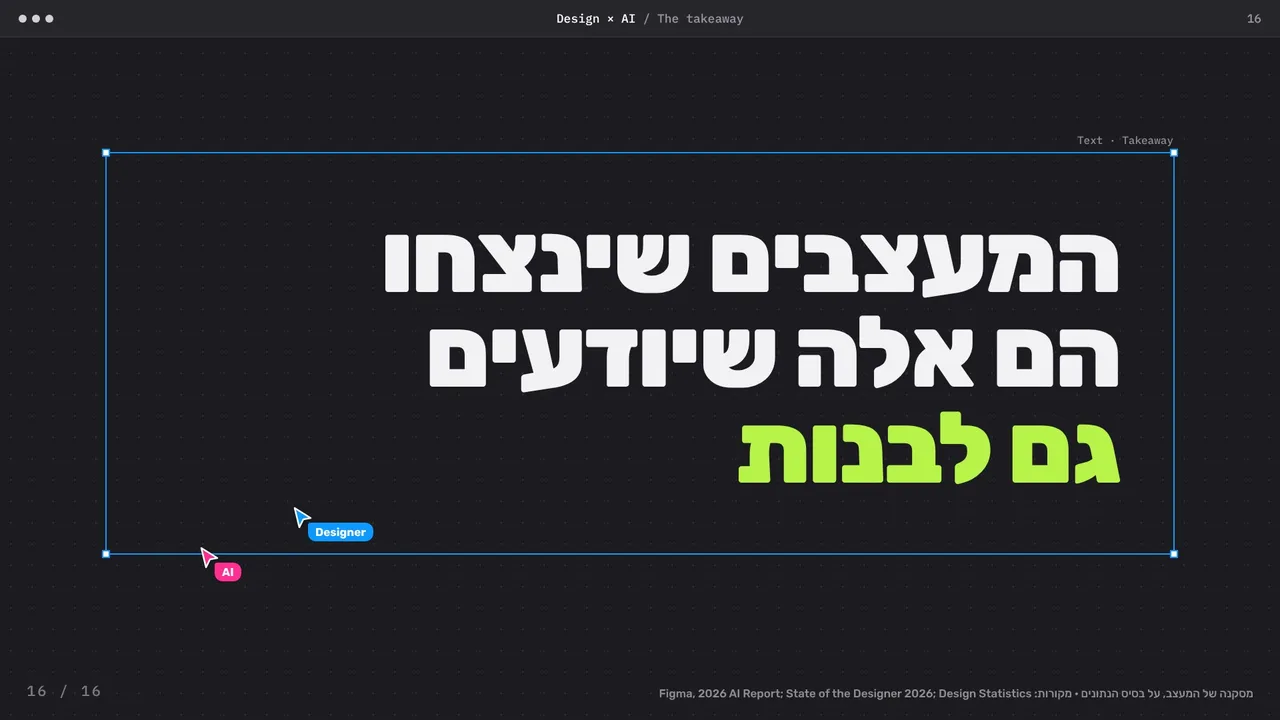 Design × AI / The takeaway
16
Text · Takeaway
המעצבים שינצחו
הם אלה שיודעים
גם לבנות
Designer
AI
16 / 16
מסקנה של המעצב, על בסיס הנתונים • מקורות: Figma, 2026 AI Report; State of the Designer 2026; Design Statistics